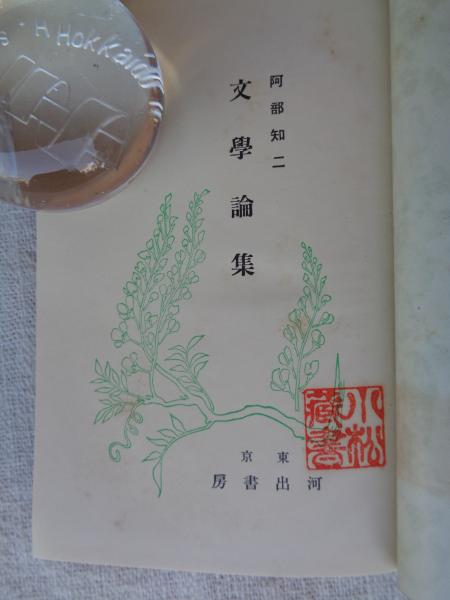 阿部知二
文學論集
東京
河出書房
小松
藏書
H Hokkaido